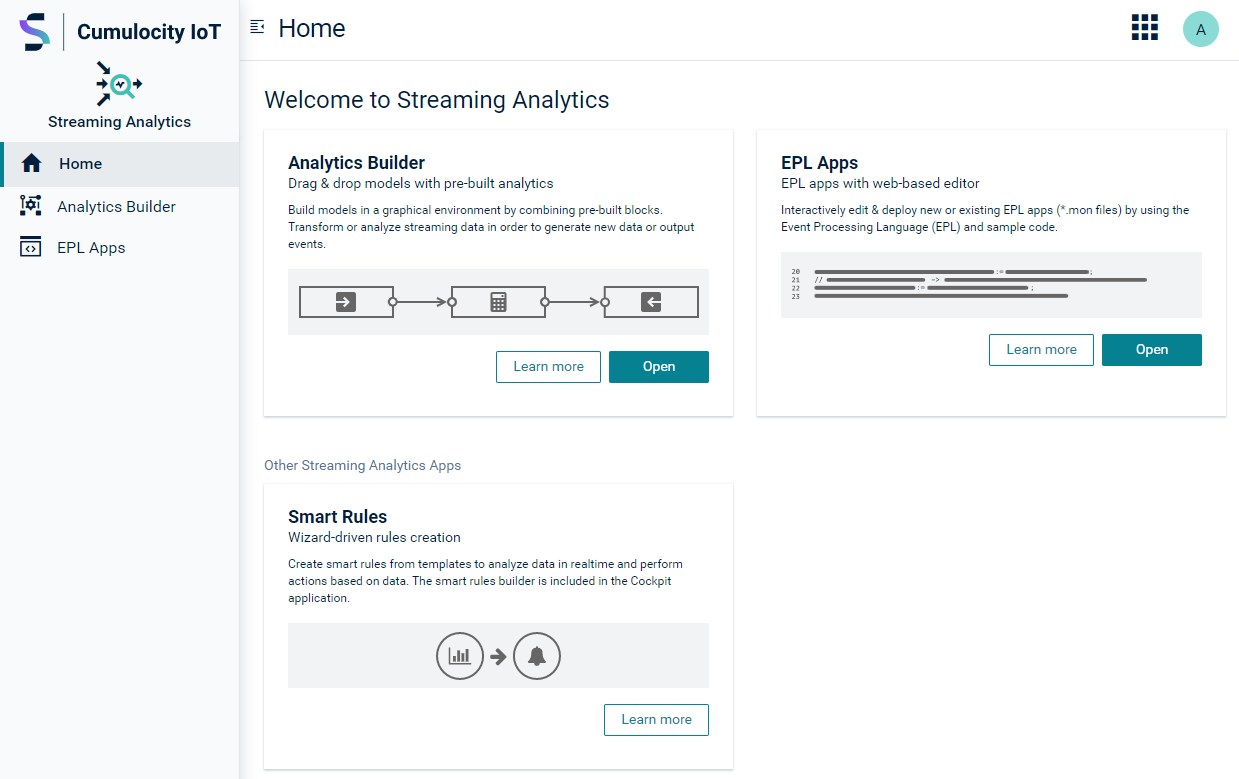 Cumulocity IoT
Streaming Analytics
Home
Analytics Builder
EPL Apps
Home
A
Welcome to Streaming Analytics
Analytics Builder
Drag & drop models with pre-built analytics
Build models in a graphical environment by combining pre-built blocks.
Transform or analyze streaming data in order to generate new data or output
events.
Learn more
Open
EPL Apps
EPL apps with web-based editor
Interactively edit & deploy new or existing EPL apps (*.mon files) by using the
Event Processing Language (EPL) and sample code.
20 := ;
21 // ->
22 := ;
23
Learn more
Open
Other Streaming Analytics Apps
Smart Rules
Wizard-driven rules creation
Create smart rules from templates to analyze data in realtime and perform
actions based on data. The smart rules builder is included in the Cockpit
application.
Learn more